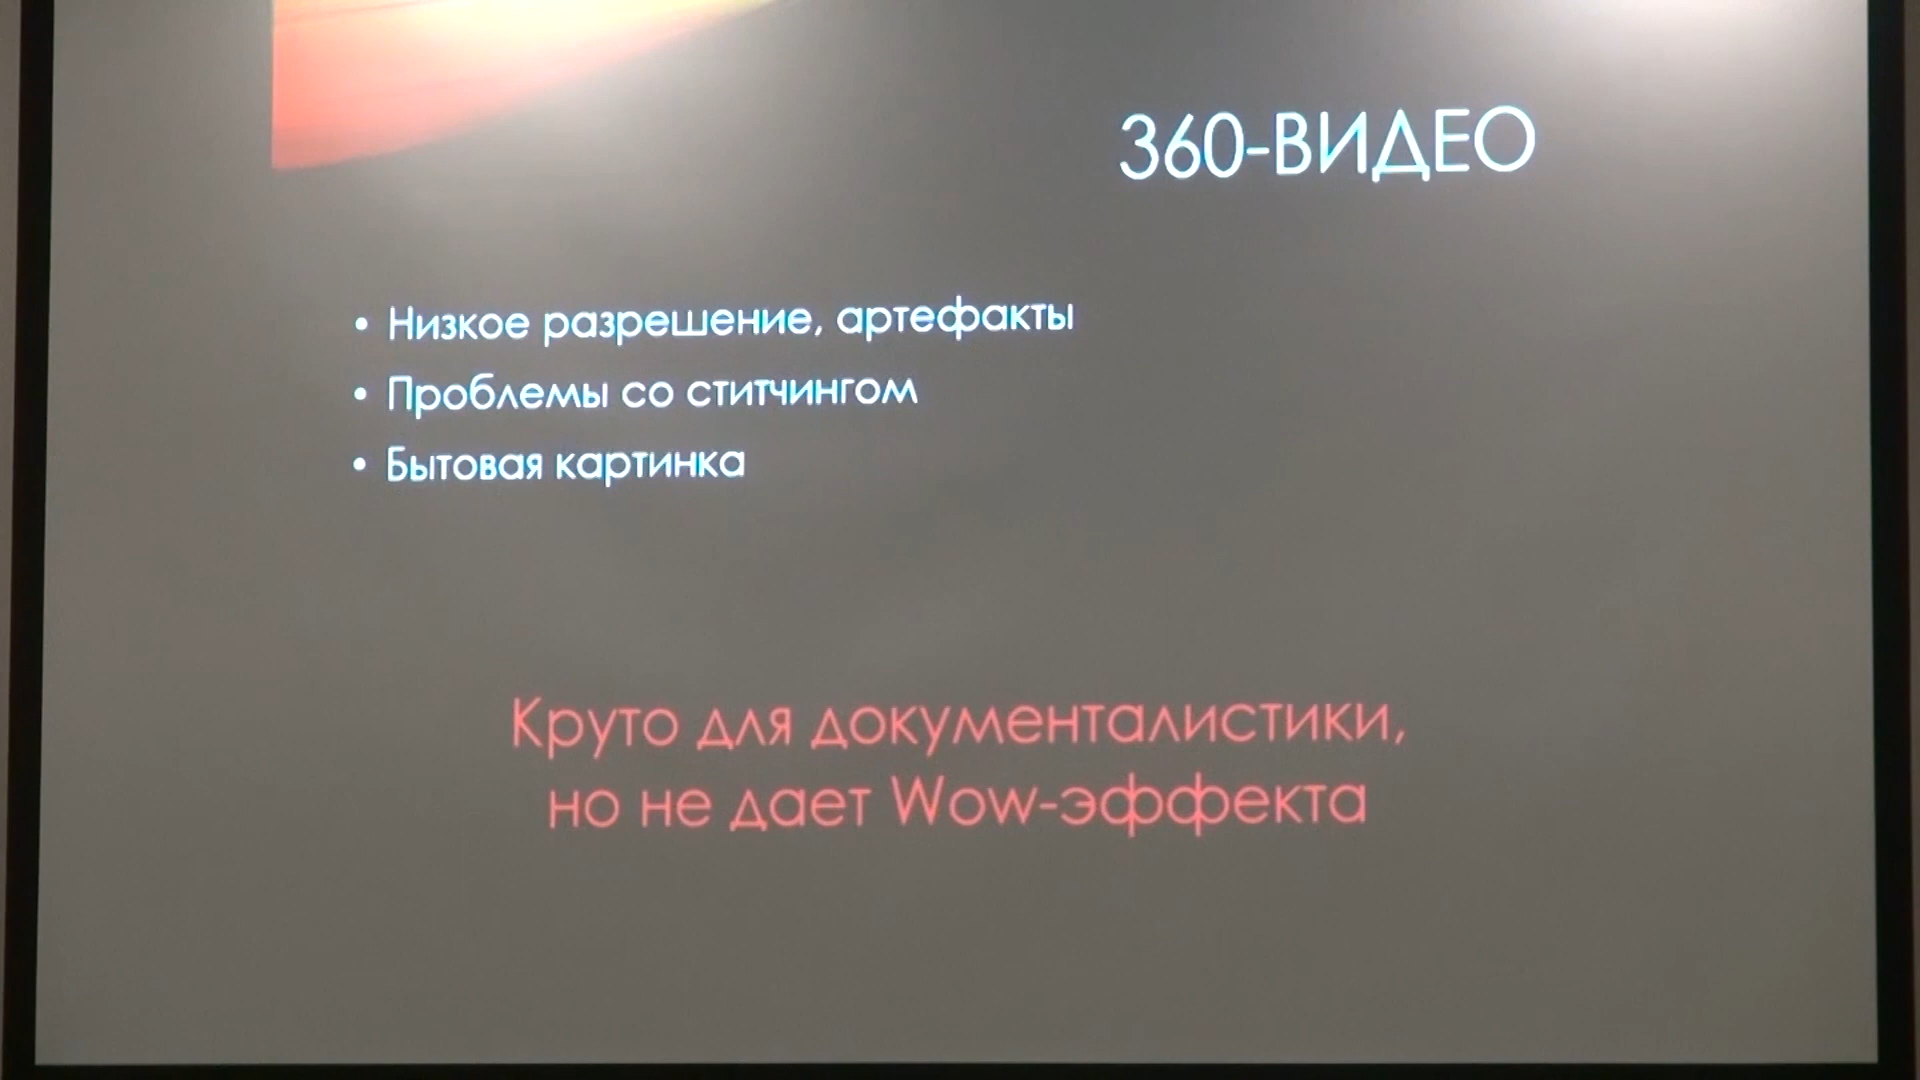 360-ВИДЕО
• Низкое разрешение, артефакты
• Проблемы со ститчингом
• Бытовая картинка
Круто для документалистики,
но не дает Wow-эффекта